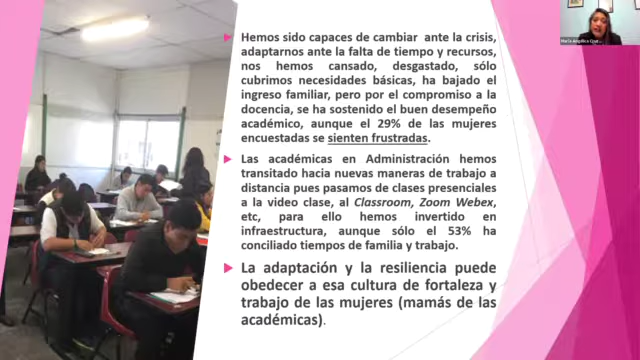 Hemos sido capaces de cambiar ante la crisis,
adaptarnos ante la falta de tiempo y recursos,
nos hemos cansado, desgastado, sólo
cubrimos necesidades básicas, ha bajado el
ingreso familiar, pero por el compromiso a la
docencia, se ha sostenido el buen desempeño
académico, aunque el 29% de las mujeres
encuestadas se sienten frustradas.
Las académicas en Administración hemos
transitado hacia nuevas maneras de trabajo a
distancia pues pasamos de clases presenciales
a la video clase, al Classroom, Zoom Webex,
etc, para ello hemos invertido en
infraestructura, aunque sólo el 53% ha
conciliado tiempos de familia y trabajo.
La adaptación y la resiliencia puede
obedecer a esa cultura de fortaleza y
trabajo de las mujeres (mamás de las
académicas).